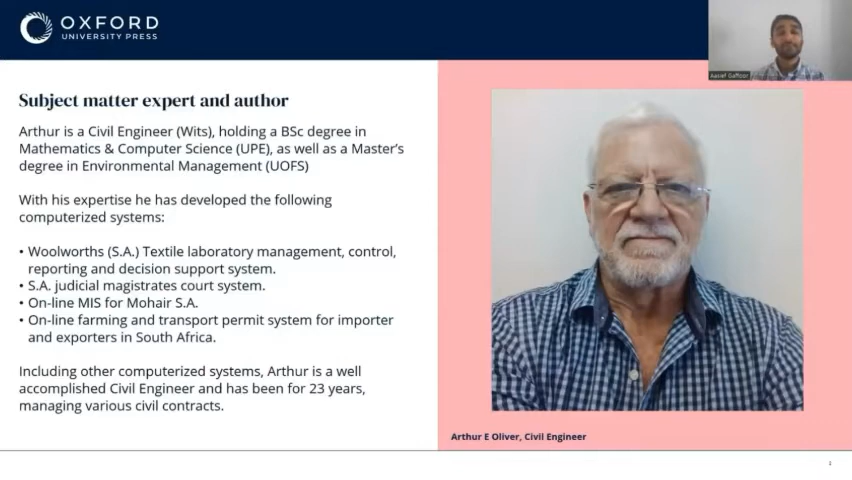 OXFORD
UNIVERSITY PRESS
Aasief Gaffoor
Subject matter expert and author
Arthur is a Civil Engineer (Wits), holding a BSc degree in
Mathematics & Computer Science (UPE), as well as a Master's
degree in Environmental Management (UOFS)
With his expertise he has developed the following
computerized systems:
• Woolworths (S.A.) Textile laboratory management, control,
reporting and decision support system.
• S.A. judicial magistrates court system.
• On-line MIS for Mohair S.A.
• On-line farming and transport permit system for importer
and exporters in South Africa.
Including other computerized systems, Arthur is a well
accomplished Civil Engineer and has been for 23 years,
managing various civil contracts.
Arthur E Oliver, Civil Engineer